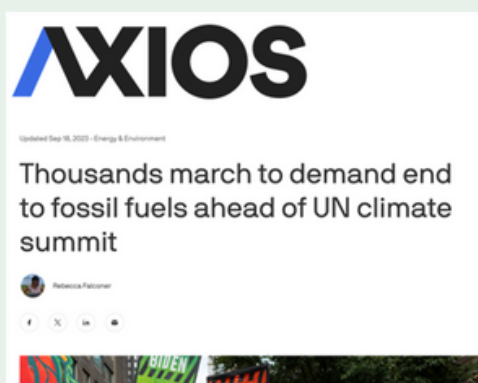 AXIOS
Updated Sep 18, 2023 - Energy & Environment
Thousands march to demand end
to fossil fuels ahead of UN climate
summit
Rebecca Falconer
f X in
BIDEN